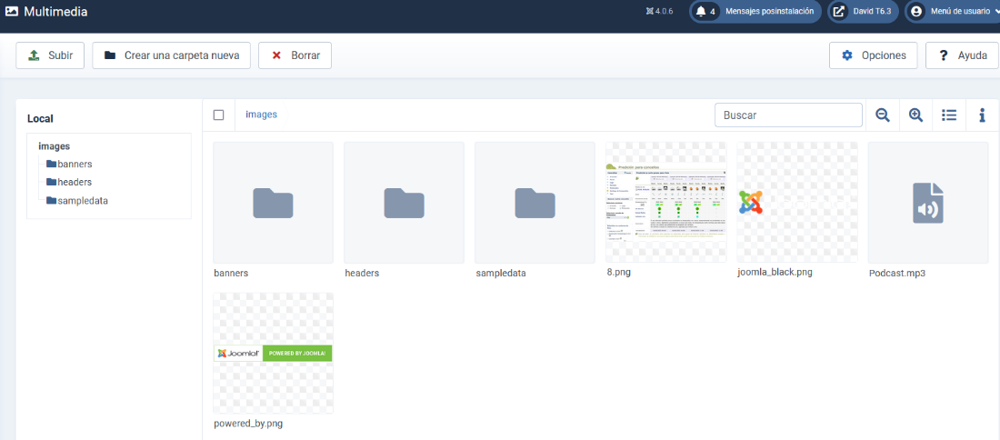 Multimedia
4.0.6
4 Mensajes posinstalación
David T6.3
Menú de usuario
Subir
Crear una carpeta nueva
Borrar
Opciones
Ayuda
Local
images
banners
headers
sampledata
images
Buscar
banners
headers
sampledata
8.png
joomla_black.png
Podcast.mp3
Joomla!
POWERED BY JOOMLA!
powered_by.png